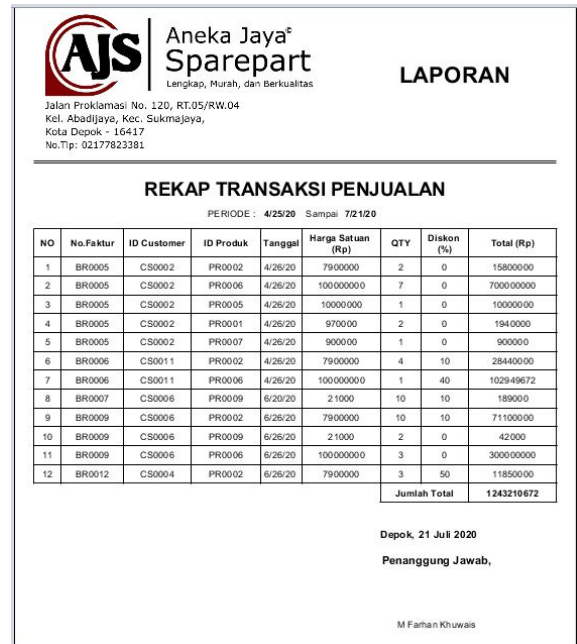 AJS
Aneka Jaya
Sparepart
Lengkap, Murah, dan Berkualitas
LAPORAN
Jalan Proklamasi No. 120, RT.05/RW.04
Kel. Abadijaya, Kec. Sukmajaya,
Kota Depok - 16417
No.Tlp: 02177823381
REKAP TRANSAKSI PENJUALAN
PERIODE : 4/25/20 Sampai 7/21/20
NO No.Faktur ID Customer ID Produk Tanggal Harga Satuan (Rp) QTY Diskon (%) Total (Rp)
1 BR0005 CS0002 PR0002 4/26/20 7900000 2 0 15800000
2 BR0005 CS0002 PR0006 4/26/20 100000000 7 0 700000000
3 BR0005 CS0002 PR0005 4/26/20 10000000 1 0 10000000
4 BR0005 CS0002 PR0001 4/26/20 970000 2 0 1940000
5 BR0005 CS0002 PR0007 4/26/20 900000 1 0 900000
6 BR0006 CS0011 PR0002 4/26/20 7900000 4 10 28440000
7 BR0006 CS0011 PR0006 4/26/20 100000000 1 40 102949672
8 BR0007 CS0006 PR0009 6/20/20 21000 10 10 189000
9 BR0009 CS0006 PR0002 6/26/20 7900000 10 10 71100000
10 BR0009 CS0006 PR0009 6/26/20 21000 2 0 42000
11 BR0009 CS0006 PR0006 6/26/20 100000000 3 0 300000000
12 BR0012 CS0004 PR0002 6/26/20 7900000 3 50 11850000
Jumlah Total 1243210672
Depok, 21 Juli 2020
Penanggung Jawab,
M Farhan Khuwais